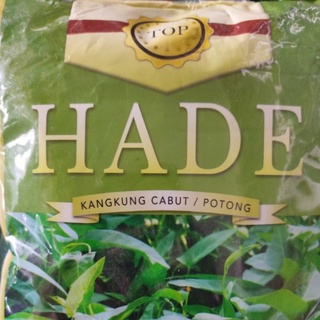 TOP
HADE
KANGKUNG CABUT / POTONG